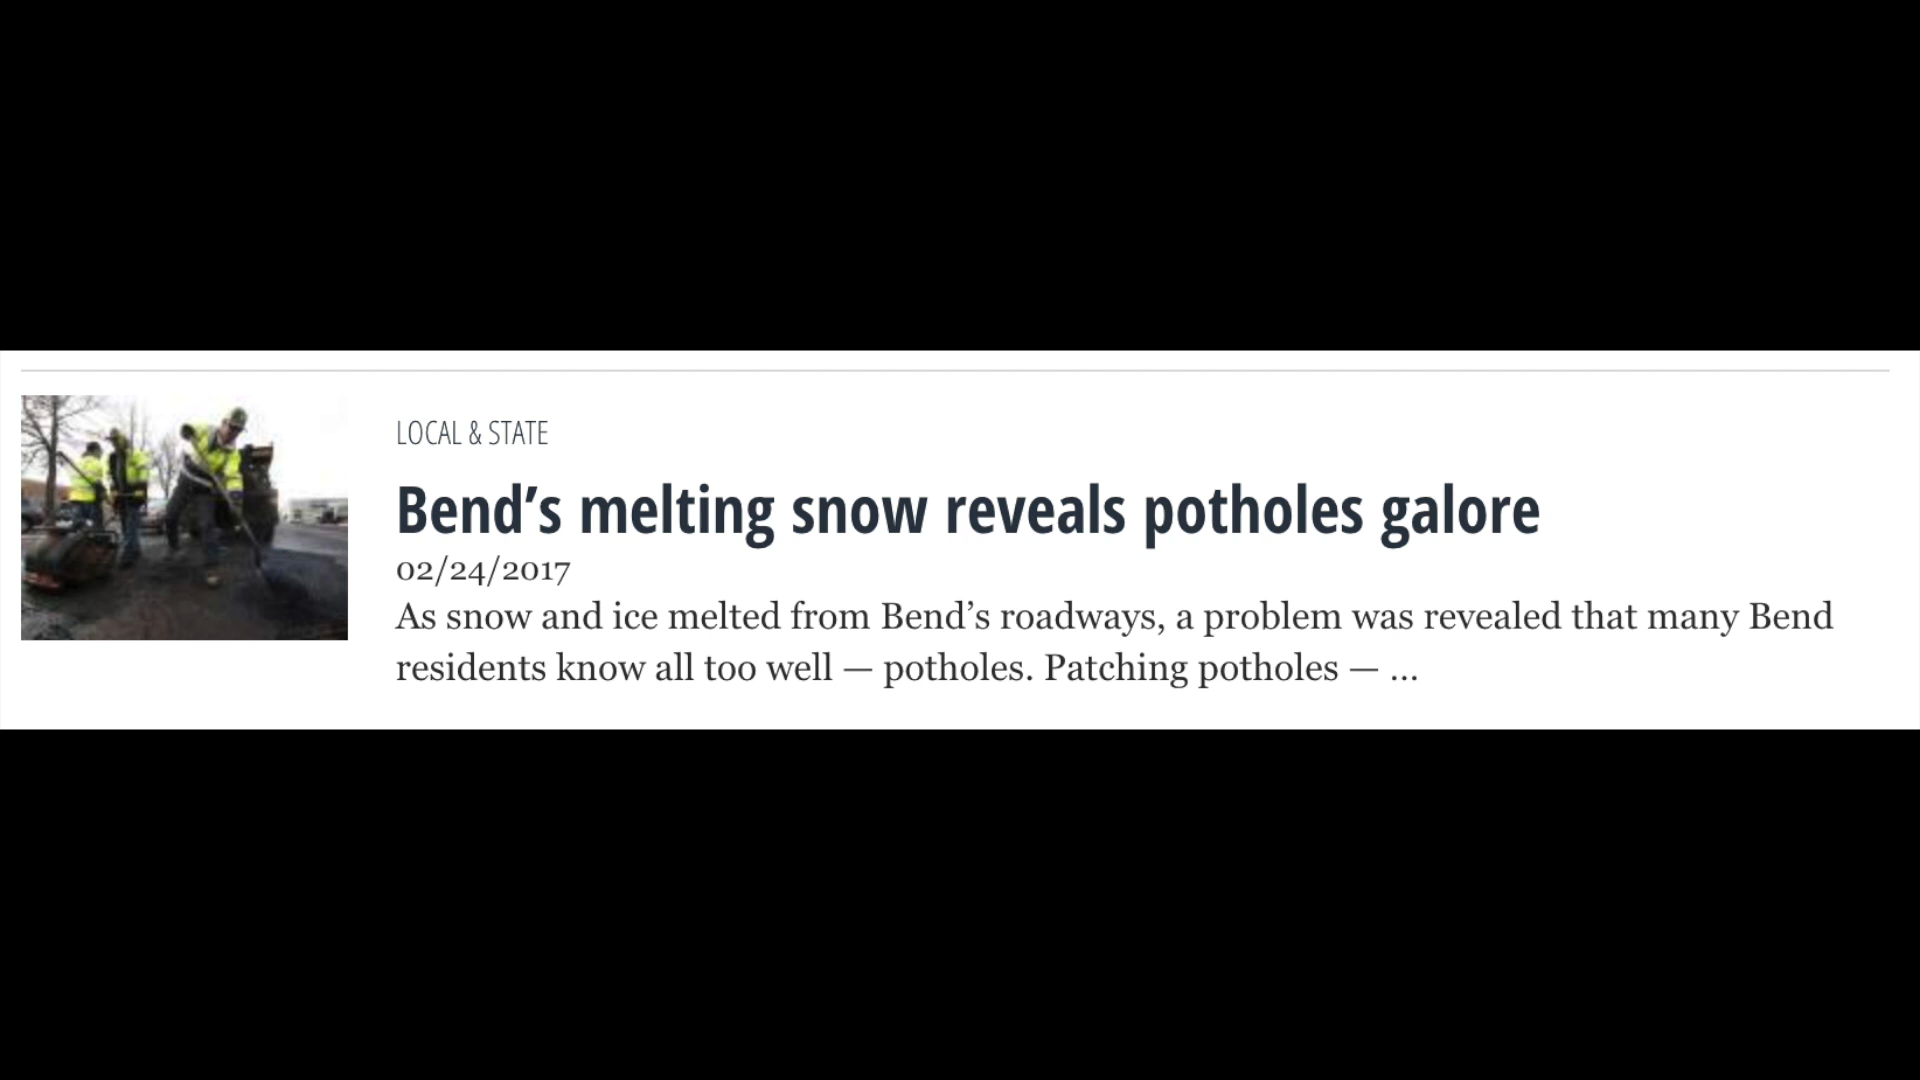 LOCAL & STATE
Bend’s melting snow reveals potholes galore
02/24/2017
As snow and ice melted from Bend’s roadways, a problem was revealed that many Bend
residents know all too well — potholes. Patching potholes — ...